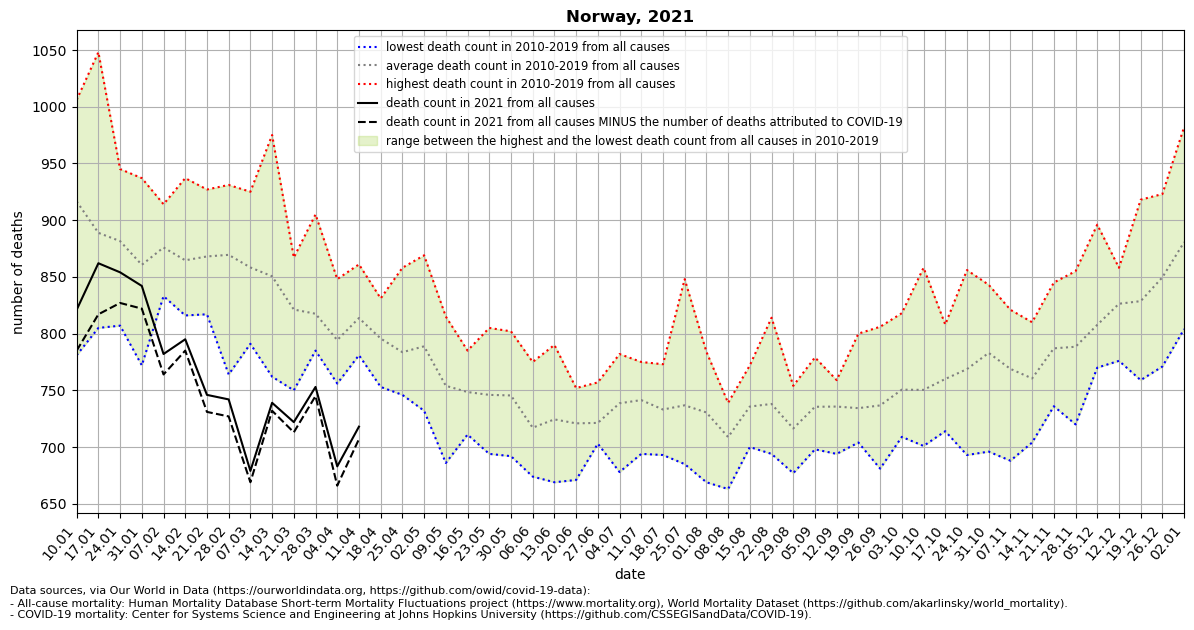 Norway, 2021
lowest death count in 2010-2019 from all causes
average death count in 2010-2019 from all causes
highest death count in 2010-2019 from all causes
death count in 2021 from all causes
death count in 2021 from all causes MINUS the number of deaths attributed to COVID-19
range between the highest and the lowest death count from all causes in 2010-2019
number of deaths
1050
1000
950
900
850
800
750
700
650
10.01 17.01 24.01 31.01 07.02 14.02 21.02 28.02 07.03 14.03 21.03 28.03 04.04 11.04 18.04 25.04 02.05 09.05 16.05 23.05 30.05 06.06 13.06 20.06 27.06 04.07 11.07 18.07 25.07 01.08 08.08 15.08 22.08 29.08 05.09 12.09 19.09 26.09 03.10 10.10 17.10 24.10 31.10 07.11 14.11 21.11 28.11 05.12 12.12 19.12 26.12 02.01
date
Data sources, via Our World in Data (https://ourworldindata.org, https://github.com/owid/covid-19-data):
- All-cause mortality: Human Mortality Database Short-term Mortality Fluctuations project (https://www.mortality.org), World Mortality Dataset (https://github.com/akarlinsky/world_mortality).
- COVID-19 mortality: Center for Systems Science and Engineering at Johns Hopkins University (https://github.com/CSSEGISandData/COVID-19).